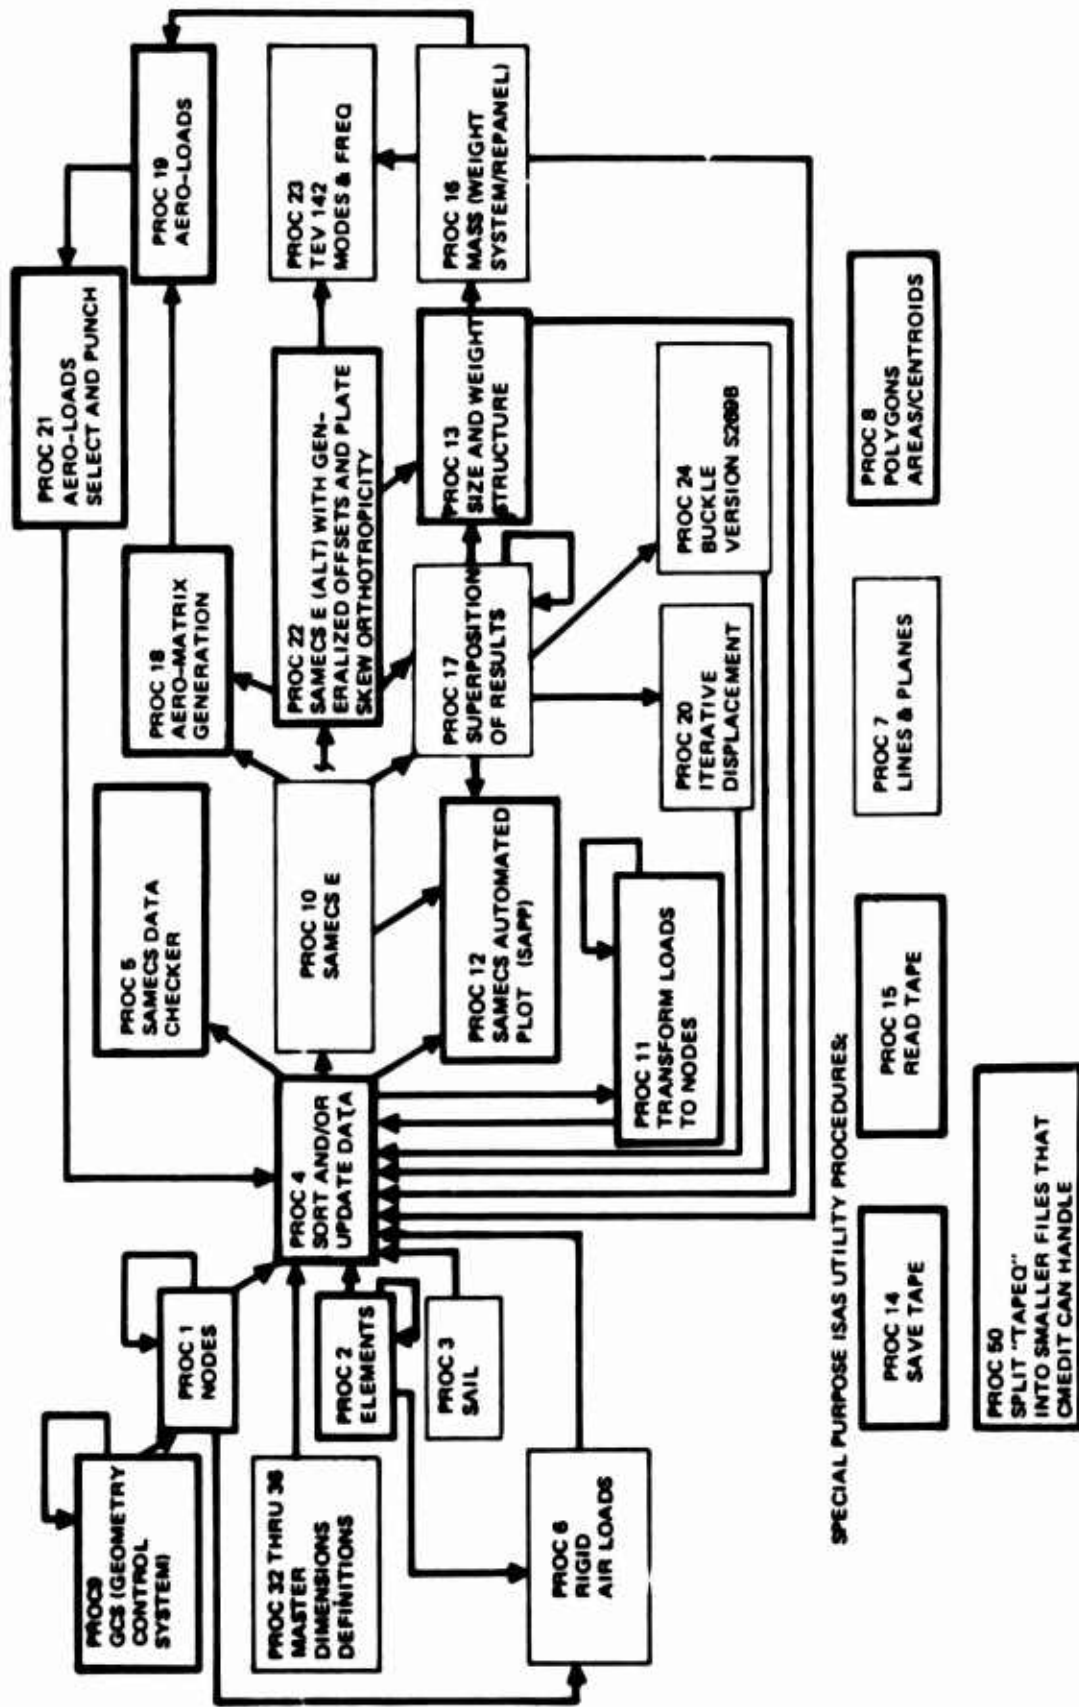 PROC9
GCS (GEOMETRY
CONTROL
SYSTEM)
PROC 1
NODES
PROC 32 THRU 36
MASTER
DIMENSIONS
DEFINITIONS
PROC 2
ELEMENTS
PROC 3
SAIL
PROC 6
RIGID
AIR LOADS
PROC 4
SORT AND/OR
UPDATE DATA
PROC 5
SAMECS DATA
CHECKER
PROC 10
SAMECS E
PROC 12
SAMECS AUTOMATED
PLOT (SAPP)
PROC 11
TRANSFORM LOADS
TO NODES
PROC 21
AERO-LOADS
SELECT AND PUNCH
PROC 18
AERO-MATRIX
GENERATION
PROC 22
SAMECS E (ALT) WITH GEN-
ERALIZED OFFSETS AND PLATE
SKEW ORTHOTROPICITY
PROC 17
SUPERPOSITION
OF RESULTS
PROC 20
ITERATIVE
DISPLACEMENT
PROC 19
AERO-LOADS
PROC 23
TEV 142
MODES & FREQ
PROC 13
SIZE AND WEIGHT
STRUCTURE
PROC 16
MASS (WEIGHT
SYSTEM/REPANEL)
PROC 24
BUCKLE
VERSION S269B
SPECIAL PURPOSE ISAS UTILITY PROCEDURES:
PROC 14
SAVE TAPE
PROC 15
READ TAPE
PROC 7
LINES & PLANES
PROC 8
POLYGONS
AREAS/CENTROIDS
PROC 50
SPLIT "TAPEQ"
INTO SMALLER FILES THAT
CMEDIT CAN HANDLE